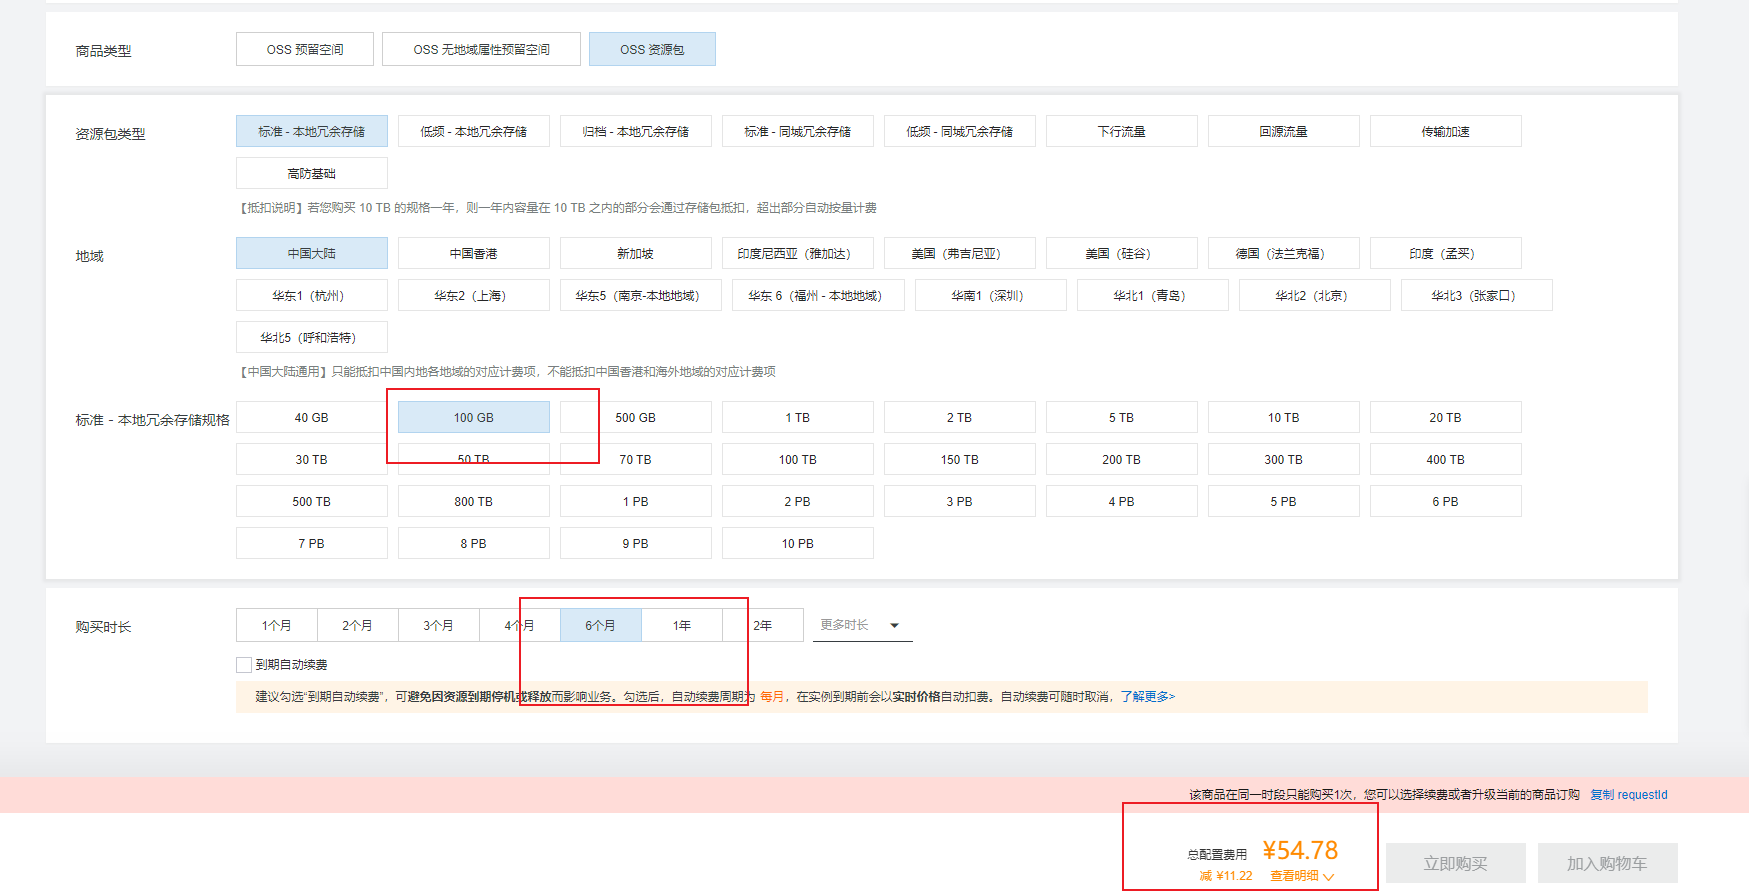 商品类型
OSS 预留空间
OSS 无地域属性预留空间
OSS 资源包
资源包类型
标准 - 本地冗余存储
低频 - 本地冗余存储
归档 - 本地冗余存储
标准 - 同城冗余存储
低频 - 同城冗余存储
下行流量
回源流量
传输加速
高防基础
【抵扣说明】若您购买 10 TB 的规格一年，则一年内容量在 10 TB 之内的部分会通过存储包抵扣，超出部分自动按量计费
地域
中国大陆
中国香港
新加坡
印度尼西亚（雅加达）
美国（弗吉尼亚）
美国（硅谷）
德国（法兰克福）
印度（孟买）
华东1（杭州）
华东2（上海）
华东5（南京-本地地域）
华东 6（福州 - 本地地域）
华南1（深圳）
华北1（青岛）
华北2（北京）
华北3（张家口）
华北5（呼和浩特）
【中国大陆通用】只能抵扣中国内地各地域的对应计费项，不能抵扣中国香港和海外地域的对应计费项
标准 - 本地冗余存储规格
40 GB
100 GB
500 GB
1 TB
2 TB
5 TB
10 TB
20 TB
30 TB
50 TB
70 TB
100 TB
150 TB
200 TB
300 TB
400 TB
500 TB
800 TB
1 PB
2 PB
3 PB
4 PB
5 PB
6 PB
7 PB
8 PB
9 PB
10 PB
购买时长
1个月
2个月
3个月
4个月
6个月
1年
2年
更多时长
到期自动续费
建议勾选“到期自动续费”，可避免因资源到期停机或释放而影响业务。勾选后，自动续费周期为 每月，在实例到期前会以实时价格自动扣费。自动续费可随时取消，了解更多>
该商品在同一时段只能购买1次，您可以选择续费或者升级当前的商品订购 复制 requestId
总配置费用 ¥54.78
减 ¥11.22 查看明细
立即购买
加入购物车